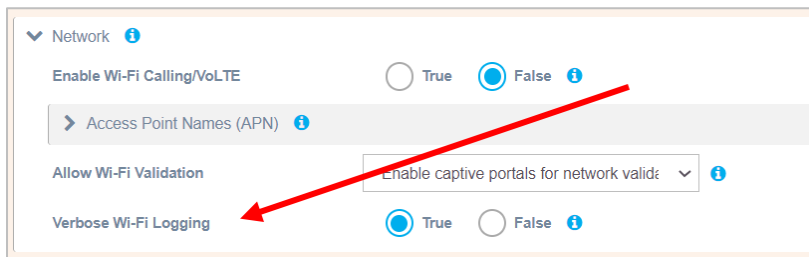 Network
Enable Wi-Fi Calling/VoLTE True False
Access Point Names (APN)
Allow Wi-Fi Validation Enable captive portals for network valida
Verbose Wi-Fi Logging True False